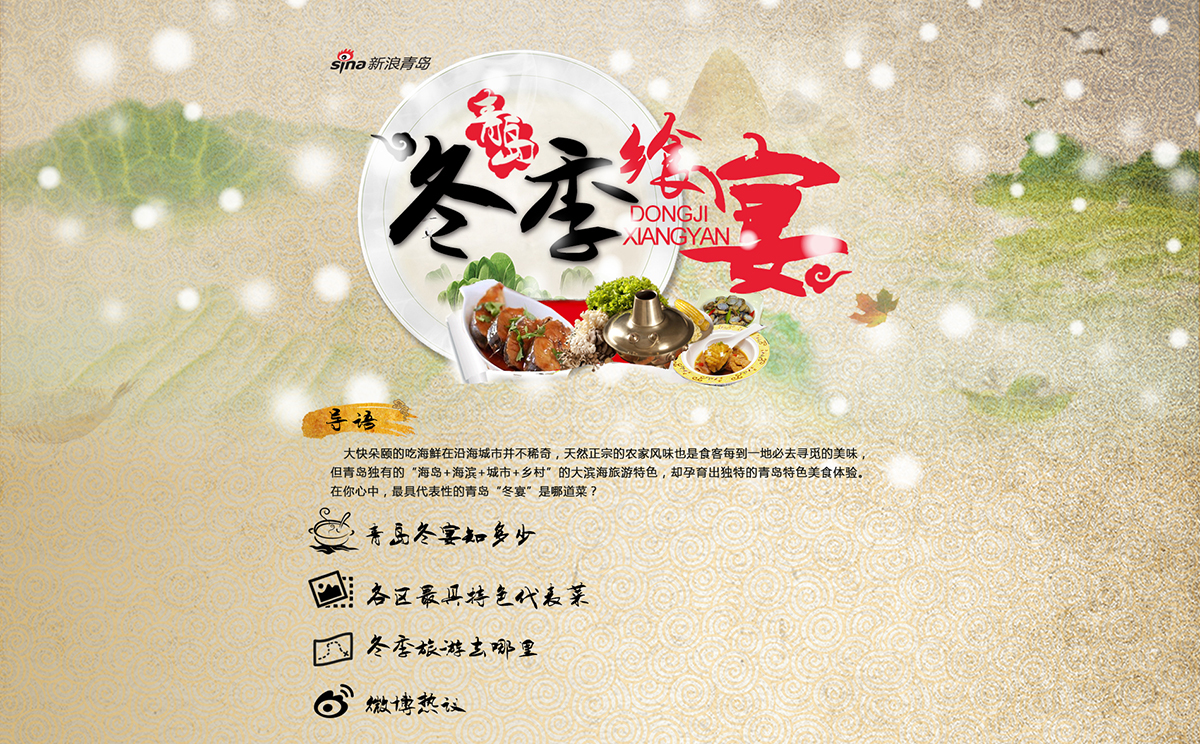 sina 新浪青岛
青岛
冬季飨宴
DONGJI
XIANGYAN
导语
大快朵颐的吃海鲜在沿海城市并不稀奇，天然正宗的农家风味也是食客每到一地必去寻觅的美味，
但青岛独有的“海岛+海滨+城市+乡村”的大滨海旅游特色，却孕育出独特的青岛特色美食体验。
在你心中，最具代表性的青岛“冬宴”是哪道菜？
青岛冬宴知多少
各区最具特色代表菜
冬季旅游去哪里
微博热议